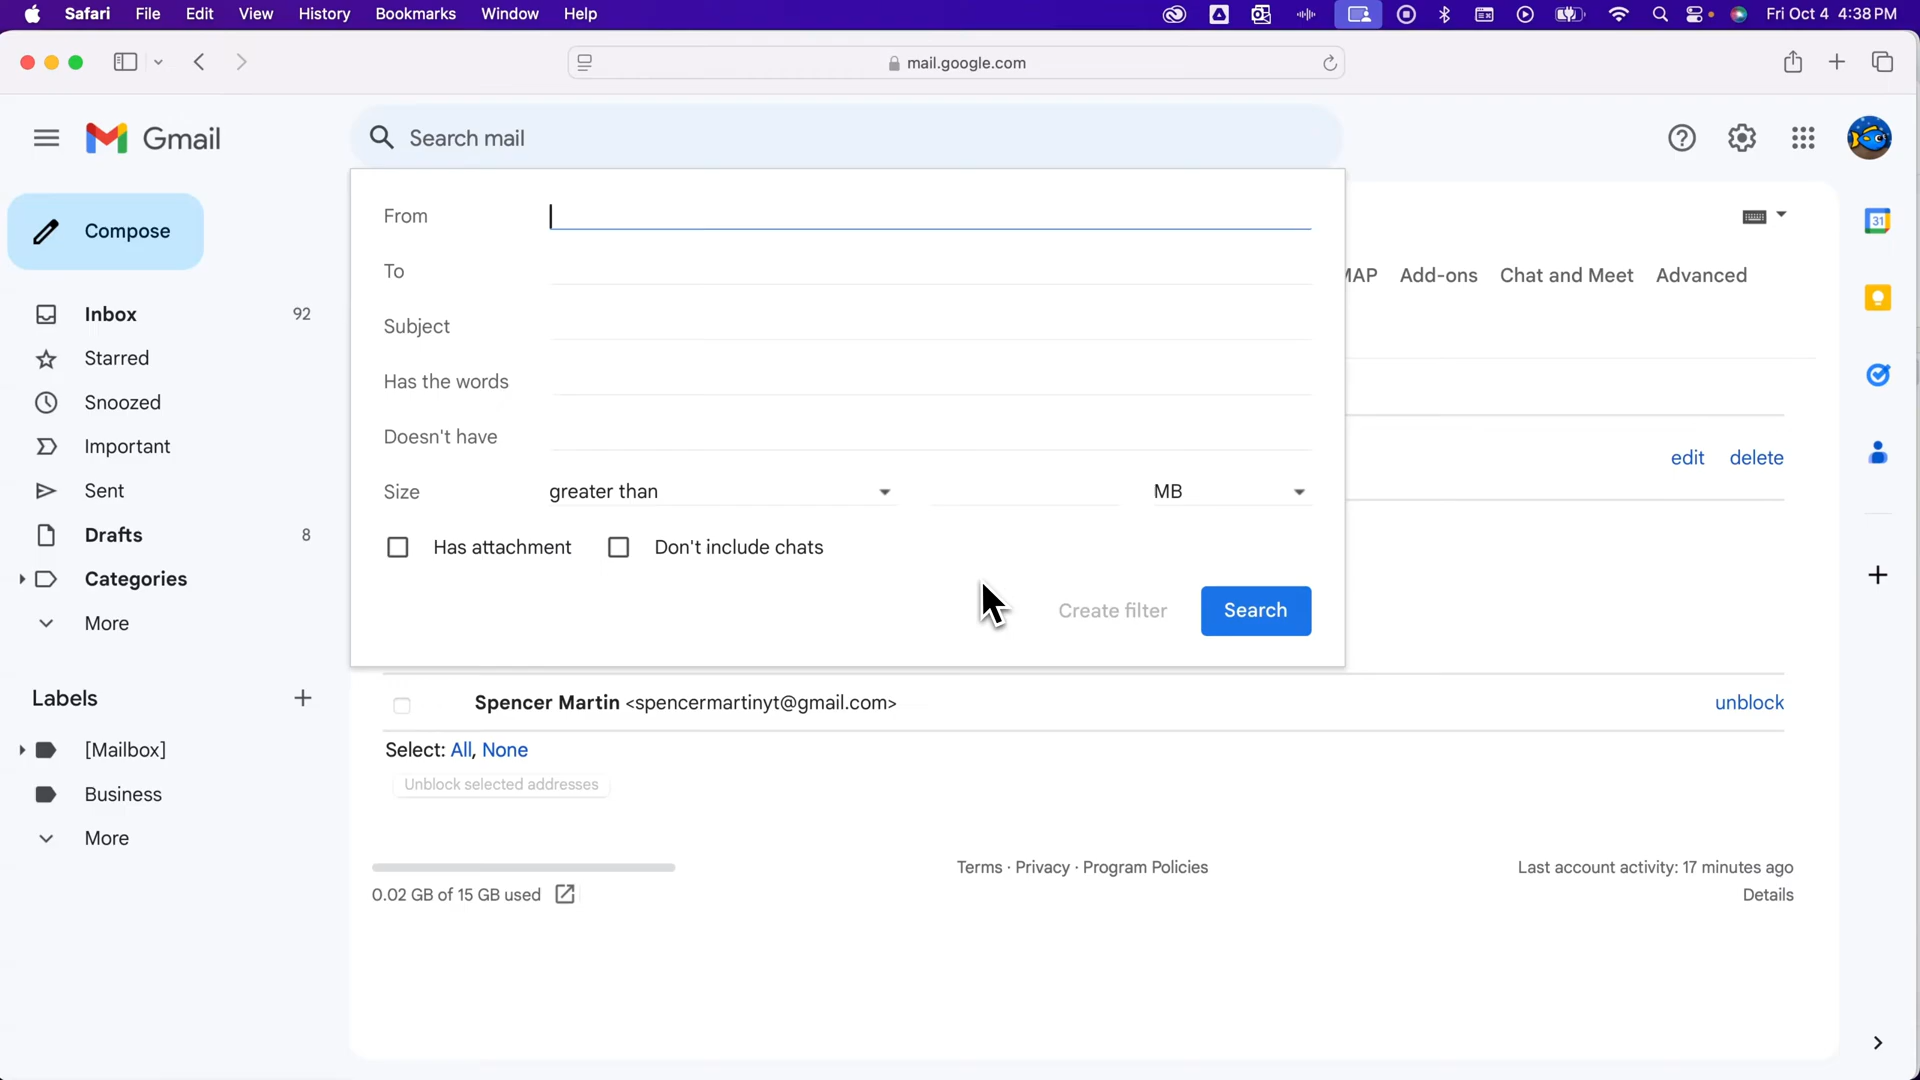 Safari File Edit View History Bookmarks Window Help Fri Oct 4 4:38 PM
mail.google.com
Gmail
Search mail
Compose
Inbox 92
Starred
Snoozed
Important
Sent
Drafts 8
Categories
More
Labels
[Mailbox]
Business
More
From
To
Subject
Has the words
Doesn't have
Size greater than MB
Has attachment Don't include chats
Create filter Search
MAP Add-ons Chat and Meet Advanced
edit delete
Spencer Martin <spencermartinyt@gmail.com> unblock
Select: All, None
Unblock selected addresses
0.02 GB of 15 GB used
Terms · Privacy · Program Policies
Last account activity: 17 minutes ago
Details
31